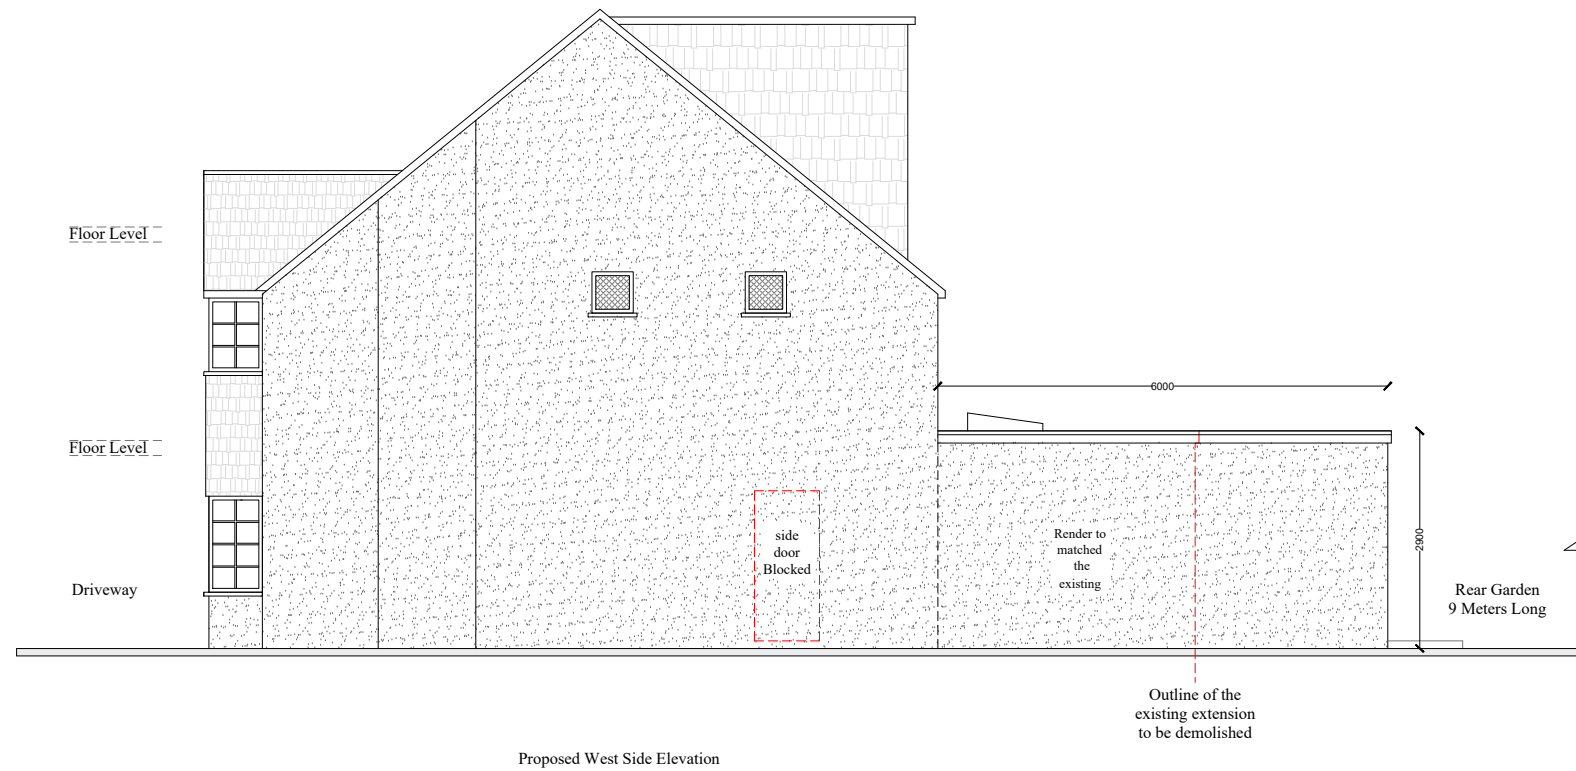 Floor Level
6000
Floor Level
side
door
Blocked
Render to
matched
the
existing
2900
Driveway
Rear Garden
9 Meters Long
Outline of the
existing extension
to be demolished
Proposed West Side Elevation